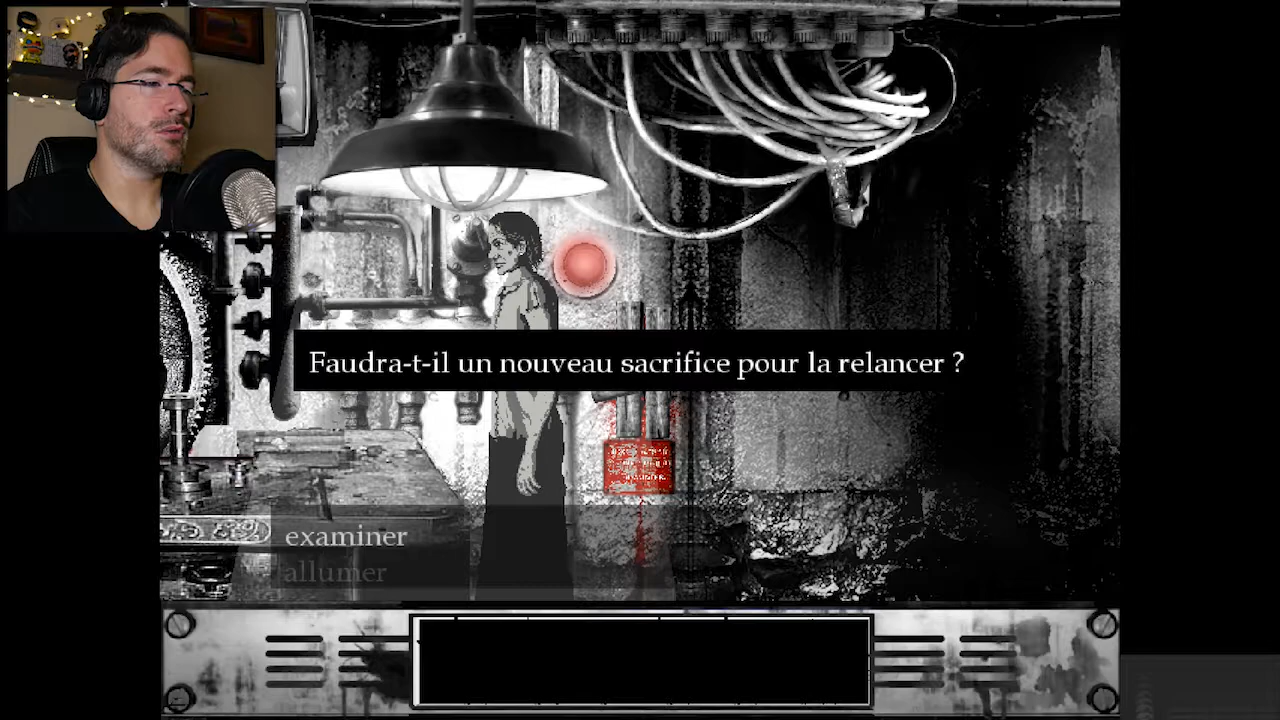 Faudra-t-il un nouveau sacrifice pour la relancer ?
examiner
allumer